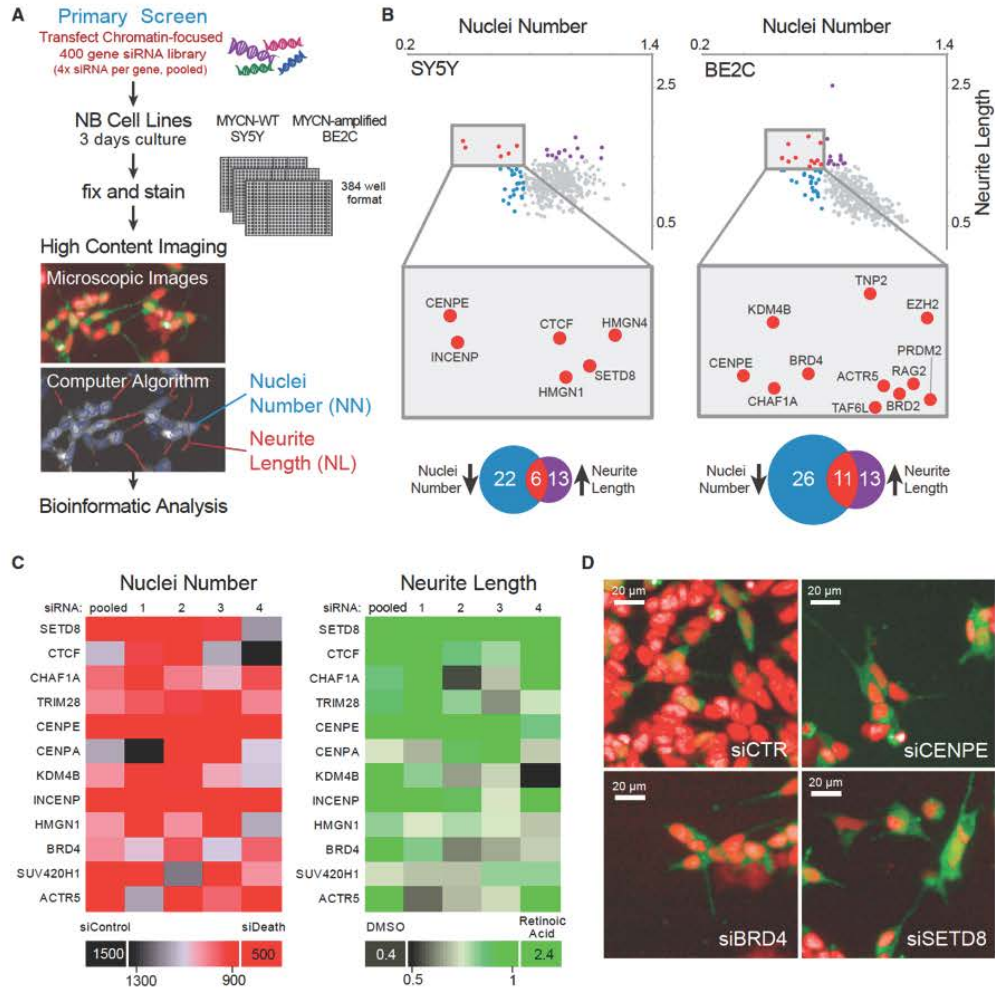 A
Primary Screen
Transfect Chromatin-focused
400 gene siRNA library
(4x siRNA per gene, pooled)
NB Cell Lines
3 days culture
MYCN-WT
SY5Y
MYCN-amplified
BE2C
fix and stain
384 well
format
High Content Imaging
Microscopic Images
Computer Algorithm
Nuclei
Number (NN)
Neurite
Length (NL)
Bioinformatic Analysis
B
Nuclei Number
0.2
1.4
SY5Y
2.5
0.5
CENPE
INCENP
CTCF
HMGN4
SETD8
HMGN1
Nuclei
Number
22
6
13
Neurite
Length
Nuclei Number
0.2
1.4
BE2C
2.5
0.5
Neurite Length
TNP2
KDM4B
EZH2
PRDM2
CENPE
BRD4
ACTR5
RAG2
CHAF1A
TAF6L
BRD2
Nuclei
Number
26
11
13
Neurite
Length
C
Nuclei Number
siRNA: pooled 1 2 3 4
SETD8
CTCF
CHAF1A
TRIM28
CENPE
CENPA
KDM4B
INCENP
HMGN1
BRD4
SUV420H1
ACTR5
siControl
siDeath
1500
500
1300
900
Neurite Length
siRNA: pooled 1 2 3 4
SETD8
CTCF
CHAF1A
TRIM28
CENPE
CENPA
KDM4B
INCENP
HMGN1
BRD4
SUV420H1
ACTR5
DMSO
Retinoic
Acid
0.4
2.4
0.5
1
D
20 µm
siCTR
20 µm
siCENPE
20 µm
siBRD4
20 µm
siSETD8